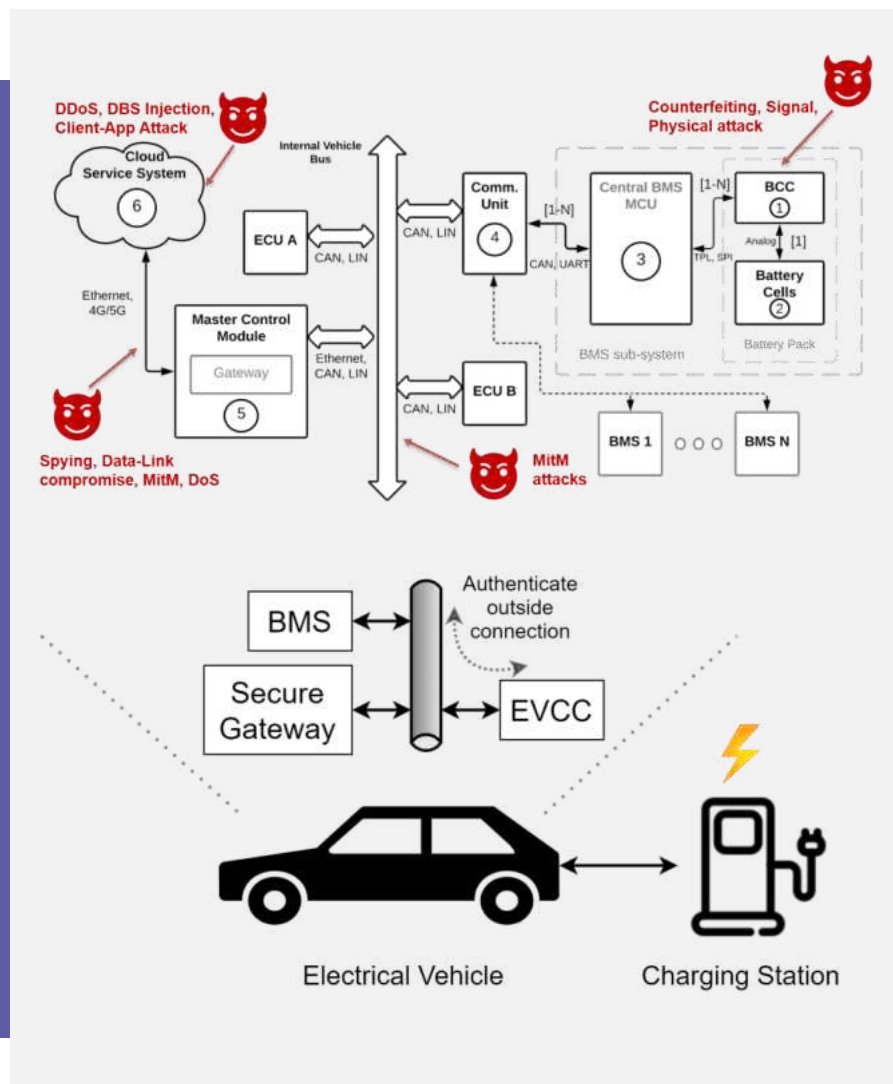 DDoS, DBS Injection,
Client-App Attack
Cloud
Service System
6
Internal Vehicle
Bus
Counterfeiting, Signal,
Physical attack
ECU A
CAN, LIN
CAN, LIN
Comm.
Unit
4
[1-N]
CAN, UART
Central BMS
MCU
3
[1-N]
TPL, SPI
BCC
1
Analog
[1]
Battery
Cells
2
Battery Pack
BMS sub-system
Ethernet,
4G/5G
Master Control
Module
Gateway
5
Ethernet,
CAN, LIN
CAN, LIN
ECU B
BMS 1
BMS N
Spying, Data-Link
compromise, MitM, DoS
MitM
attacks
Authenticate
outside
connection
BMS
Secure
Gateway
EVCC
Electrical Vehicle
Charging Station